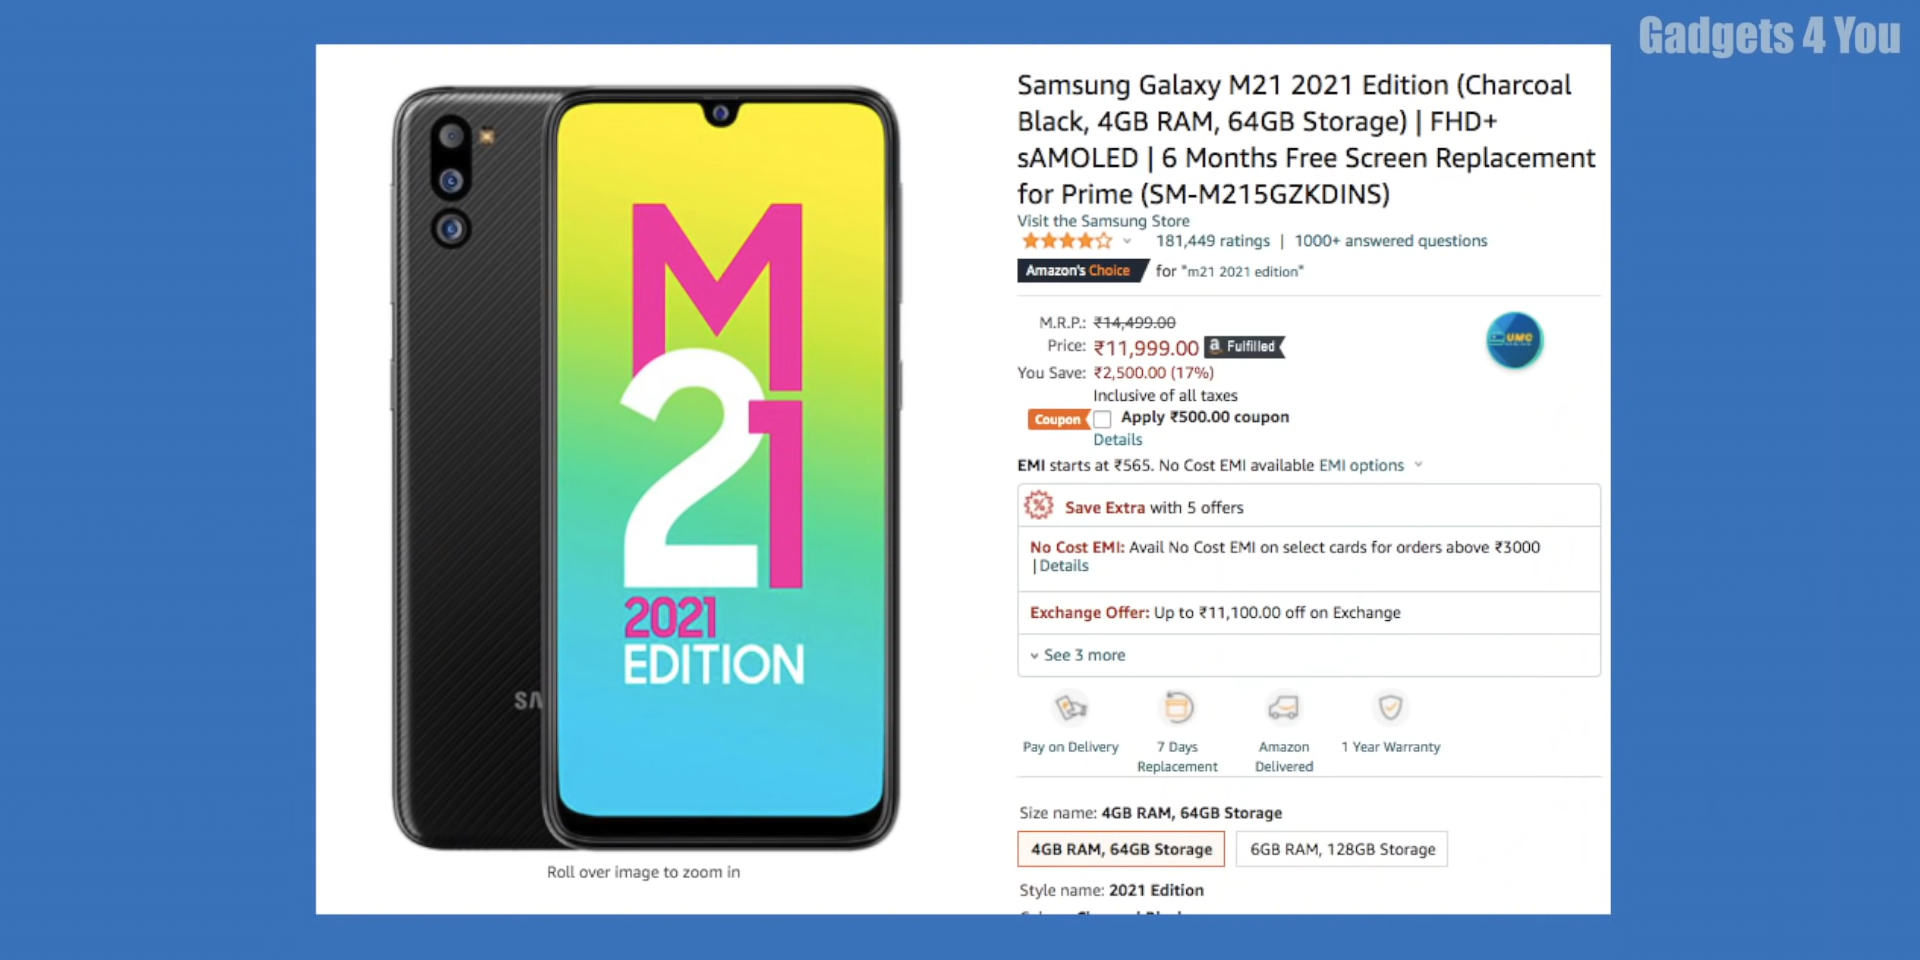 Gadgets 4 You
Samsung Galaxy M21 2021 Edition (Charcoal
Black, 4GB RAM, 64GB Storage) | FHD+
sAMOLED | 6 Months Free Screen Replacement
for Prime (SM-M215GZKDINS)
Visit the Samsung Store
181,449 ratings | 1000+ answered questions
Amazon's Choice for "m21 2021 edition"
M.R.P.: ₹14,499.00
Price: ₹11,999.00 a Fulfilled
You Save: ₹2,500.00 (17%)
Inclusive of all taxes
Coupon Apply ₹500.00 coupon
Details
EMI starts at ₹565. No Cost EMI available EMI options
Save Extra with 5 offers
No Cost EMI: Avail No Cost EMI on select cards for orders above ₹3000
| Details
Exchange Offer: Up to ₹11,100.00 off on Exchange
See 3 more
Pay on Delivery
7 Days
Replacement
Amazon
Delivered
1 Year Warranty
Size name: 4GB RAM, 64GB Storage
4GB RAM, 64GB Storage
6GB RAM, 128GB Storage
Style name: 2021 Edition
M
21
2021
EDITION
SA
UMC
Roll over image to zoom in